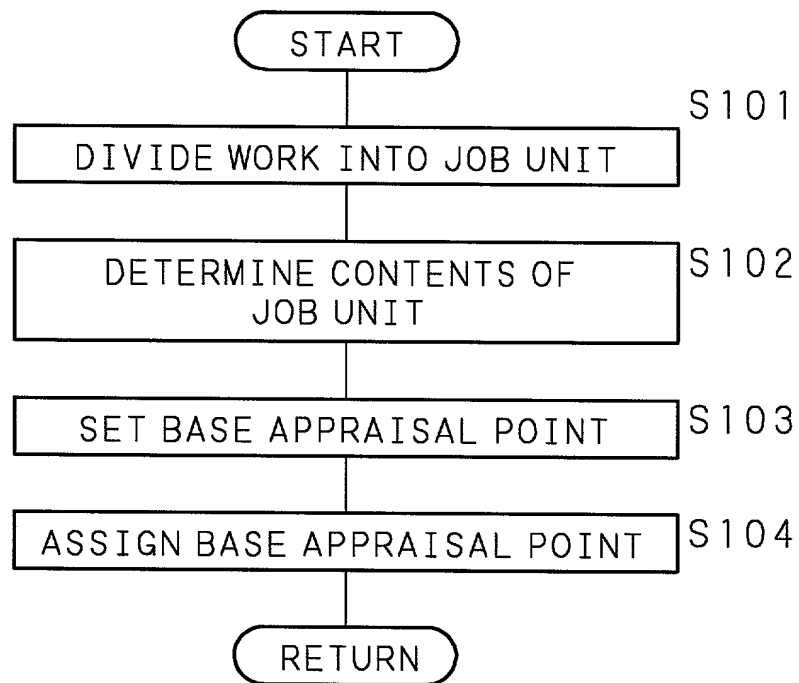 START
S101
DIVIDE WORK INTO JOB UNIT
S102
DETERMINE CONTENTS OF
JOB UNIT
SET BASE APPRAISAL POINT
S103
ASSIGN BASE APPRAISAL POINT
S104
RETURN